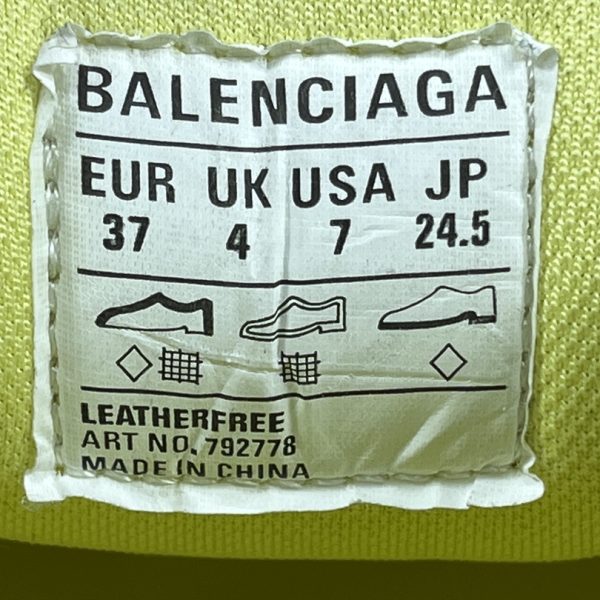 BALENCIAGA
EUR UK USA JP
37 4 7 24.5
LEATHERFREE
ART NO. 792778
MADE IN CHINA